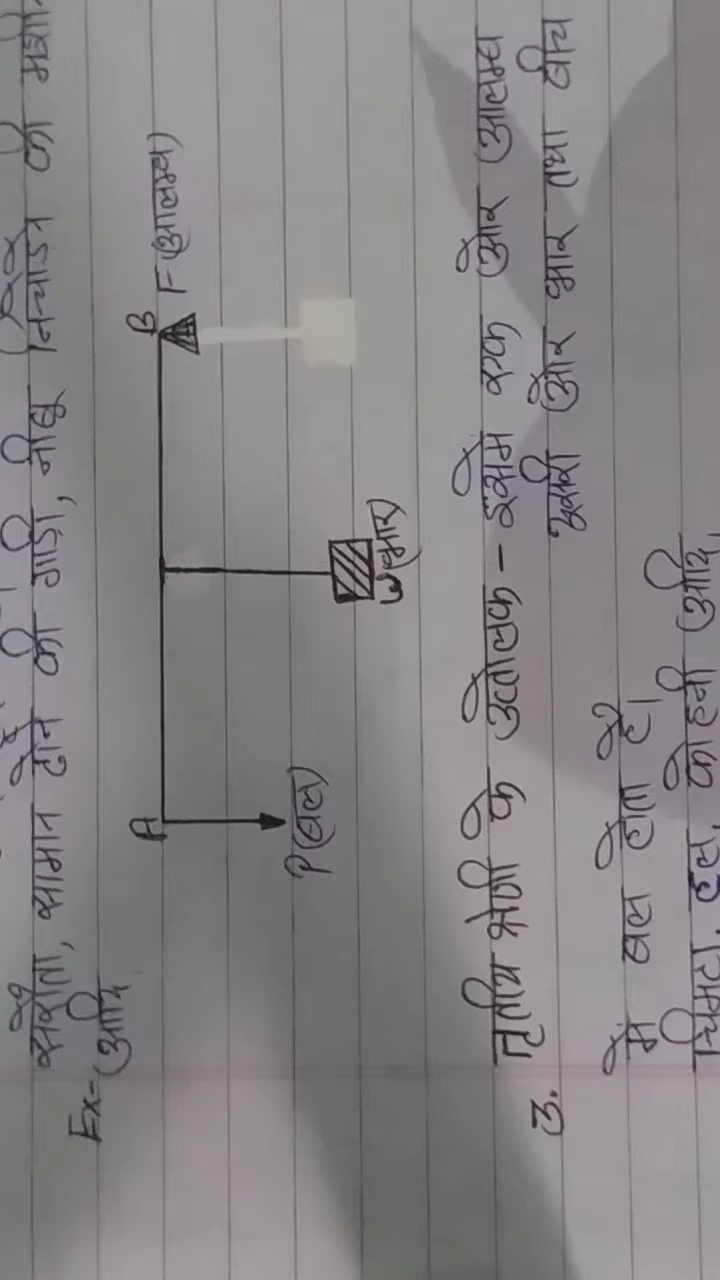 सरौता, सामान ढोने की गाड़ी, नीबू निचोड़ने की मशीन
Ex- आदि
A
B
F (आलम्ब)
P (बल)
W (भार)
3. तृतीय श्रेणी के उत्तोलक - इसमे एक ओर आलम्ब
दूसरी ओर भार तथा बीच
मे बल होता है।
चिमटा, हल, कोहनी आदि,